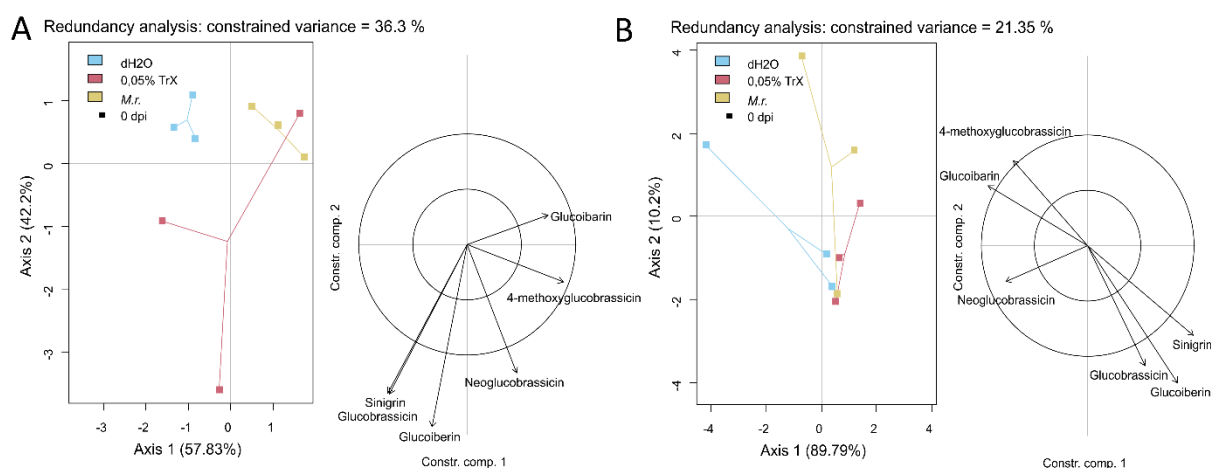 A
Redundancy analysis: constrained variance = 36.3 %
dH2O
0,05% TrX
M.r.
0 dpi
1
0
-1
-2
-3
Axis 2 (42.2%)
-3 -2 -1 0 1 2
Axis 1 (57.83%)
Constr. comp. 2
Glucoibarin
4-methoxyglucobrassicin
Neoglucobrassicin
Sinigrin
Glucobrassicin
Glucoiberin
Constr. comp. 1
B
Redundancy analysis: constrained variance = 21.35 %
dH2O
0,05% TrX
M.r.
0 dpi
4
2
0
-2
-4
Axis 2 (10.2%)
-4 -2 0 2 4
Axis 1 (89.79%)
Constr. comp. 2
4-methoxyglucobrassicin
Glucoibarin
Neoglucobrassicin
Sinigrin
Glucobrassicin
Glucoiberin
Constr. comp. 1